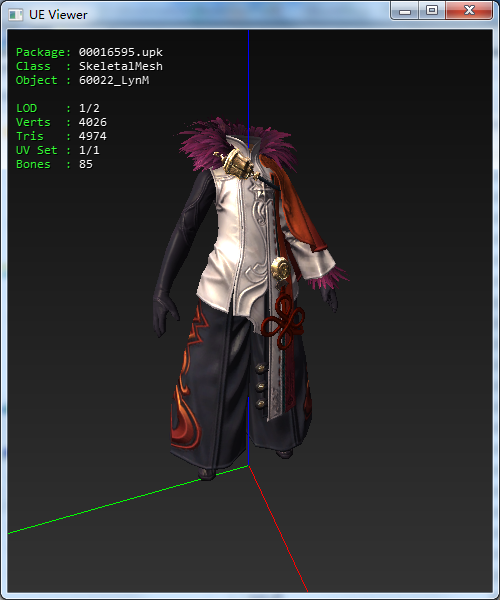 UE Viewer
Package: 00016595.upk
Class : SkeletalMesh
Object : 60022_LynM
LOD : 1/2
Verts : 4026
Tris : 4974
UV Set : 1/1
Bones : 85